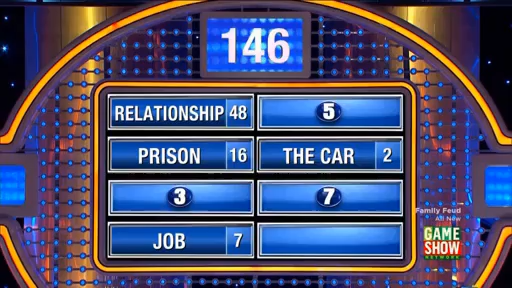 146
RELATIONSHIP 48
5
PRISON 16
THE CAR 2
3
7
JOB 7
Family Feud
All New
GAME
SHOW
NETWORK